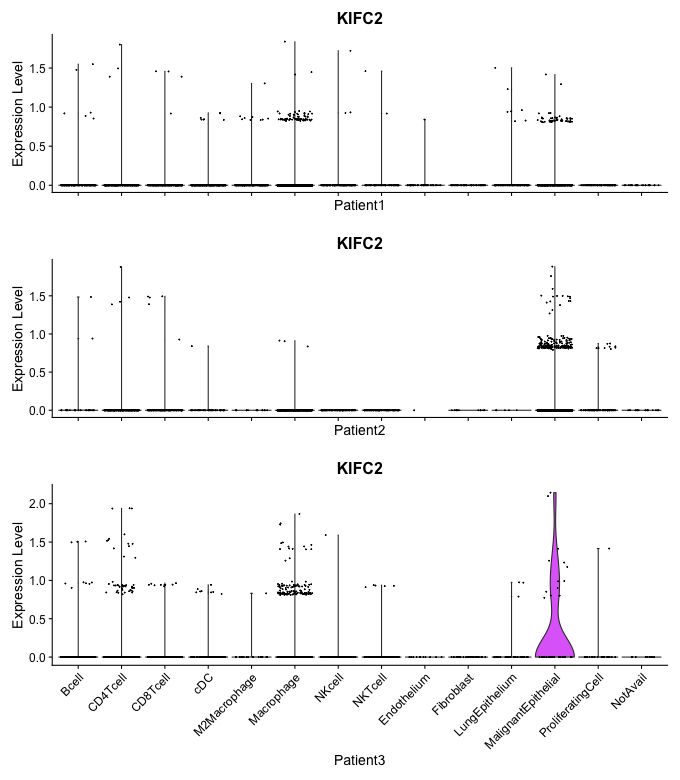 KIFC2
Expression Level
1.5
1.0
0.5
0.0
Patient1
KIFC2
Expression Level
1.5
1.0
0.5
0.0
Patient2
KIFC2
Expression Level
2.0
1.5
1.0
0.5
0.0
Bcell
CD4Tcell
CD8Tcell
cDC
M2Macrophage
Macrophage
NKcell
NKTcell
Endothelium
Fibroblast
LungEpithelium
MalignantEpithelial
ProliferatingCell
NotAvail
Patient3